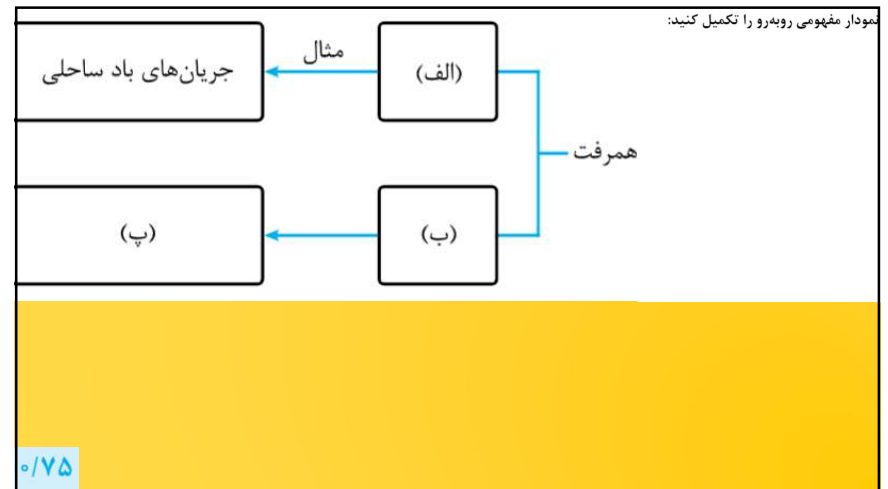 نمودار مفهومی روبه‌رو را تکمیل کنید:
همرفت
(الف)
مثال
جریان‌های باد ساحلی
(ب)
(پ)
۰/۷۵